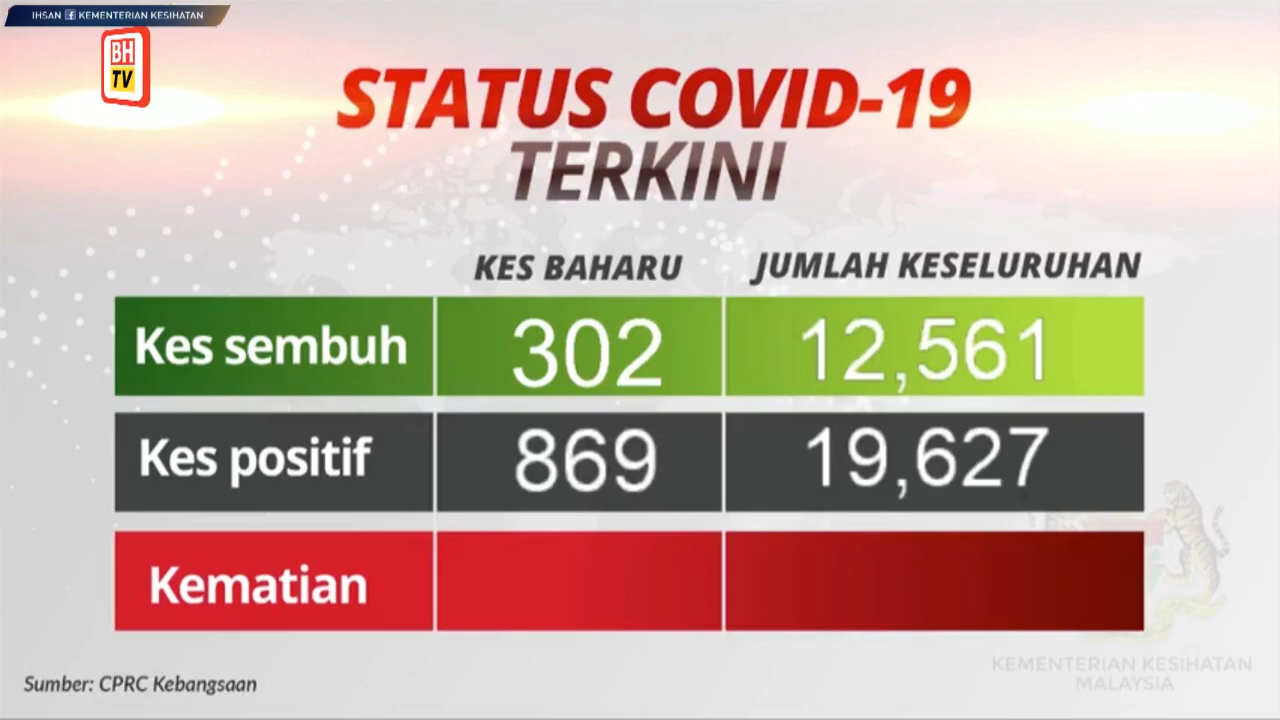 IHSAN f KEMENTERIAN KESIHATAN
BH
TV
STATUS COVID-19
TERKINI
KES BAHARU JUMLAH KESELURUHAN
Kes sembuh 302 12,561
Kes positif 869 19,627
Kematian
KEMENTERIAN KESIHATAN
MALAYSIA
Sumber: CPRC Kebangsaan